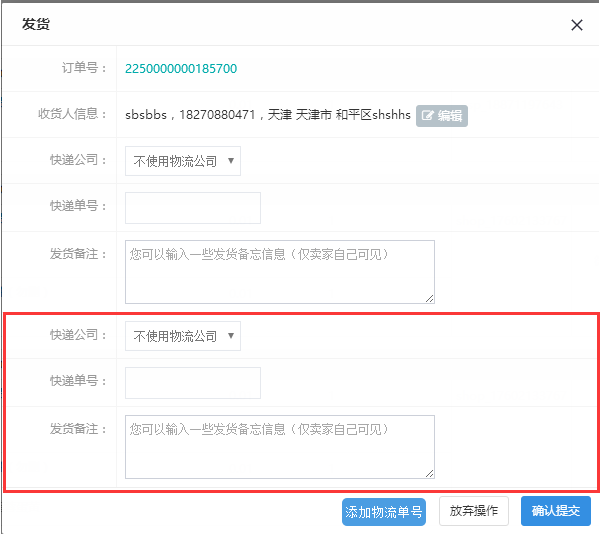 发货
订单号： 2250000000185700
收货人信息： sbsbbs，18270880471，天津 天津市 和平区shshhs 编辑
快递公司： 不使用物流公司
快递单号：
发货备注： 您可以输入一些发货备忘信息（仅卖家自己可见）
快递公司： 不使用物流公司
快递单号：
发货备注： 您可以输入一些发货备忘信息（仅卖家自己可见）
添加物流单号 放弃操作 确认提交